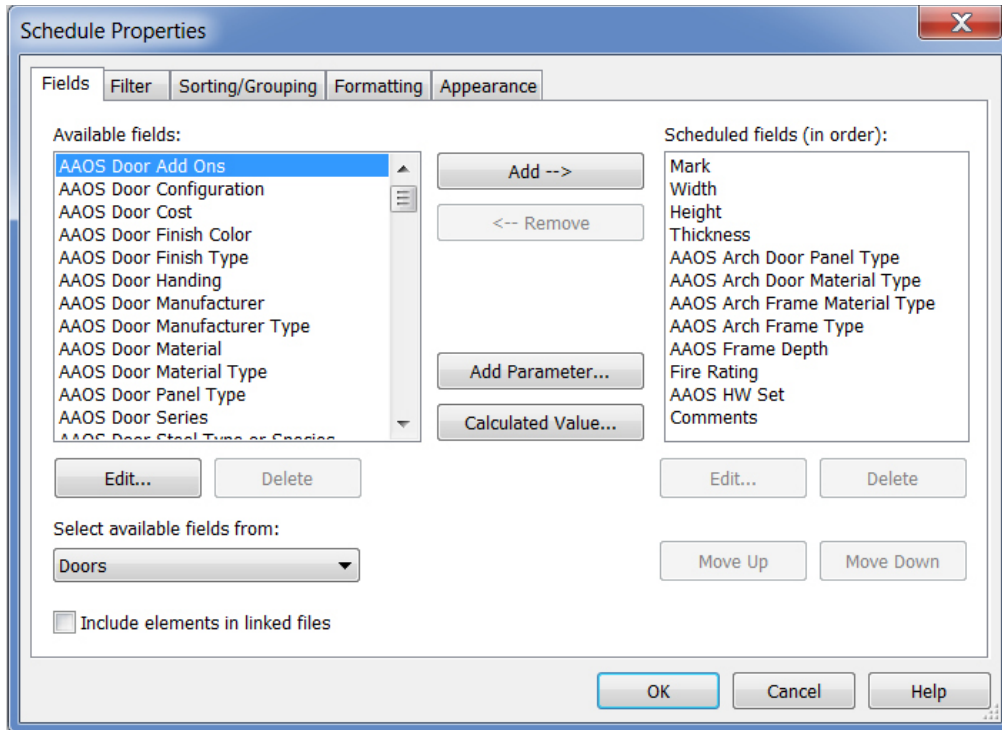 Schedule Properties
Fields
Filter
Sorting/Grouping
Formatting
Appearance
Available fields:
AAOS Door Add Ons
AAOS Door Configuration
AAOS Door Cost
AAOS Door Finish Color
AAOS Door Finish Type
AAOS Door Handing
AAOS Door Manufacturer
AAOS Door Manufacturer Type
AAOS Door Material
AAOS Door Material Type
AAOS Door Panel Type
AAOS Door Series
AAOS Door Steel Type or Species
Edit...
Delete
Select available fields from:
Doors
Include elements in linked files
Add -->
<-- Remove
Add Parameter...
Calculated Value...
Scheduled fields (in order):
Mark
Width
Height
Thickness
AAOS Arch Door Panel Type
AAOS Arch Door Material Type
AAOS Arch Frame Material Type
AAOS Arch Frame Type
AAOS Frame Depth
Fire Rating
AAOS HW Set
Comments
Edit...
Delete
Move Up
Move Down
OK
Cancel
Help